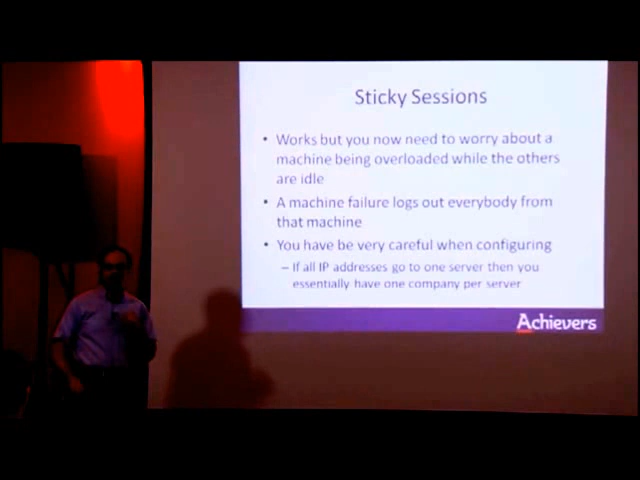 Sticky Sessions
• Works but you now need to worry about a
machine being overloaded while the others
are idle
• A machine failure logs out everybody from
that machine
• You have be very careful when configuring
– If all IP addresses go to one server then you
essentially have one company per server
Achievers